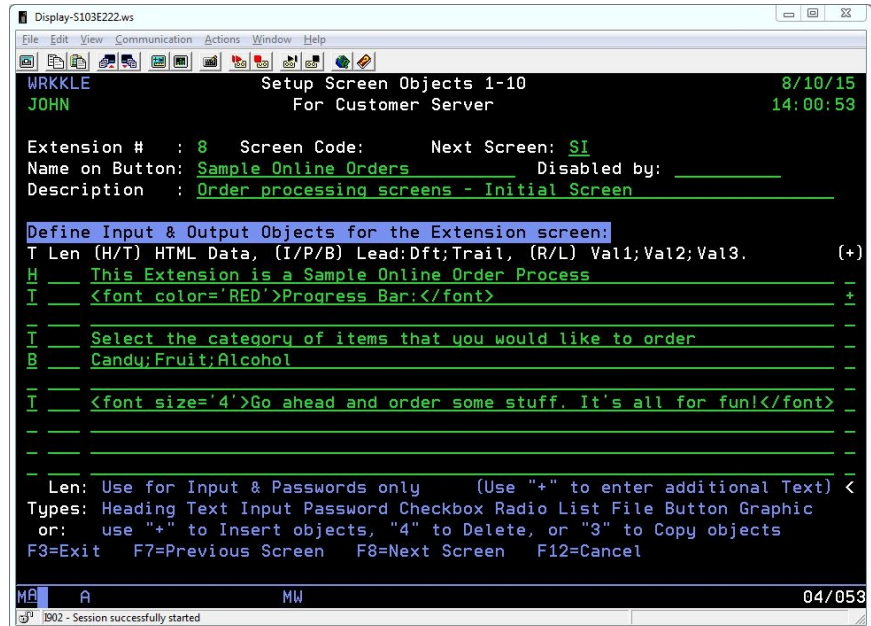 Display-S103E222.ws
File Edit View Communication Actions Window Help
WRKKLE Setup Screen Objects 1-10 8/10/15
JOHN For Customer Server 14:00:53
Extension # : 8 Screen Code: Next Screen: SI
Name on Button: Sample Online Orders Disabled by:
Description : Order processing screens - Initial Screen
Define Input & Output Objects for the Extension screen:
T Len (H/T) HTML Data, (I/P/B) Lead:Dft;Trail, (R/L) Val1;Val2;Val3. (+)
H This Extension is a Sample Online Order Process
T <font color='RED'>Progress Bar:</font> +
T Select the category of items that you would like to order
B Candy;Fruit;Alcohol
T <font size='4'>Go ahead and order some stuff. It's all for fun!</font>
Len: Use for Input & Passwords only (Use "+" to enter additional Text) <
Types: Heading Text Input Password Checkbox Radio List File Button Graphic
or: use "+" to Insert objects, "4" to Delete, or "3" to Copy objects
F3=Exit F7=Previous Screen F8=Next Screen F12=Cancel
MA A MW 04/053
I902 - Session successfully started